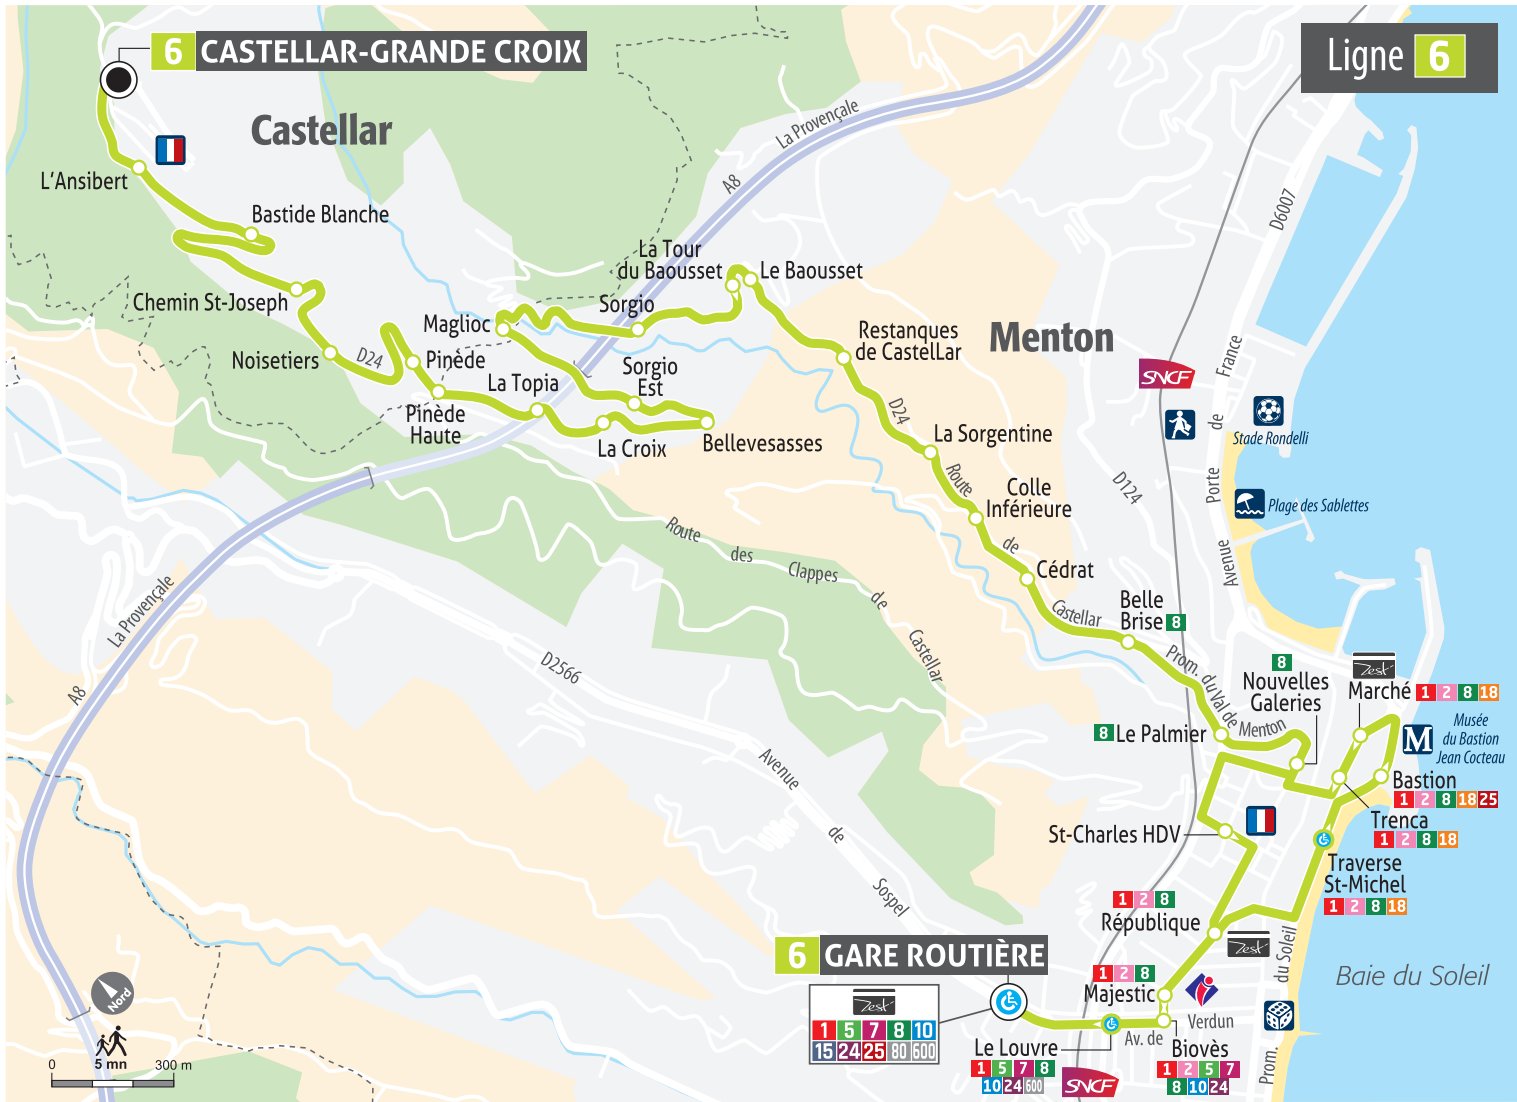 6 CASTELLAR-GRANDE CROIX
Ligne 6
Castellar
L'Ansibert
Bastide Blanche
Chemin St-Joseph
Noisetiers
D24
Pinède
Pinède
Haute
La Topia
La Croix
Bellevesasses
Sorgio
Est
Maglioc
Sorgio
La Tour
du Baousset
Le Baousset
La Provençale
A8
Menton
Restanques
de CastelLar
D24
La Sorgentine
Route
Colle
Inférieure
de
Cédrat
Castellar
Belle
Brise 8
Prom. du Val de Menton
8 Le Palmier
8
Nouvelles
Galeries
D6007
SNCF
Stade Rondelli
Plage des Sablettes
D124
Avenue
Porte
de
France
Zest
Marché 1 2 8 18
Musée
du Bastion
Jean Cocteau
M
Bastion
1 2 8 18 25
Trenca
1 2 8 18
Traverse
St-Michel
1 2 8 18
St-Charles HDV
1 2 8
République
Zest
1 2 8
Majestic
Verdun
Av. de
Biovès
1 2 5 7
8 10 24
Le Louvre
1 5 7 8
10 24 600
SNCF
6 GARE ROUTIÈRE
Zest
1 5 7 8 10
15 24 25 80 600
Prom.
du Soleil
Baie du Soleil
Route
des
Clappes
de
Castellar
D2566
Avenue
de
Sospel
La Provençale
A8
Nord
5 mn
0 300 m